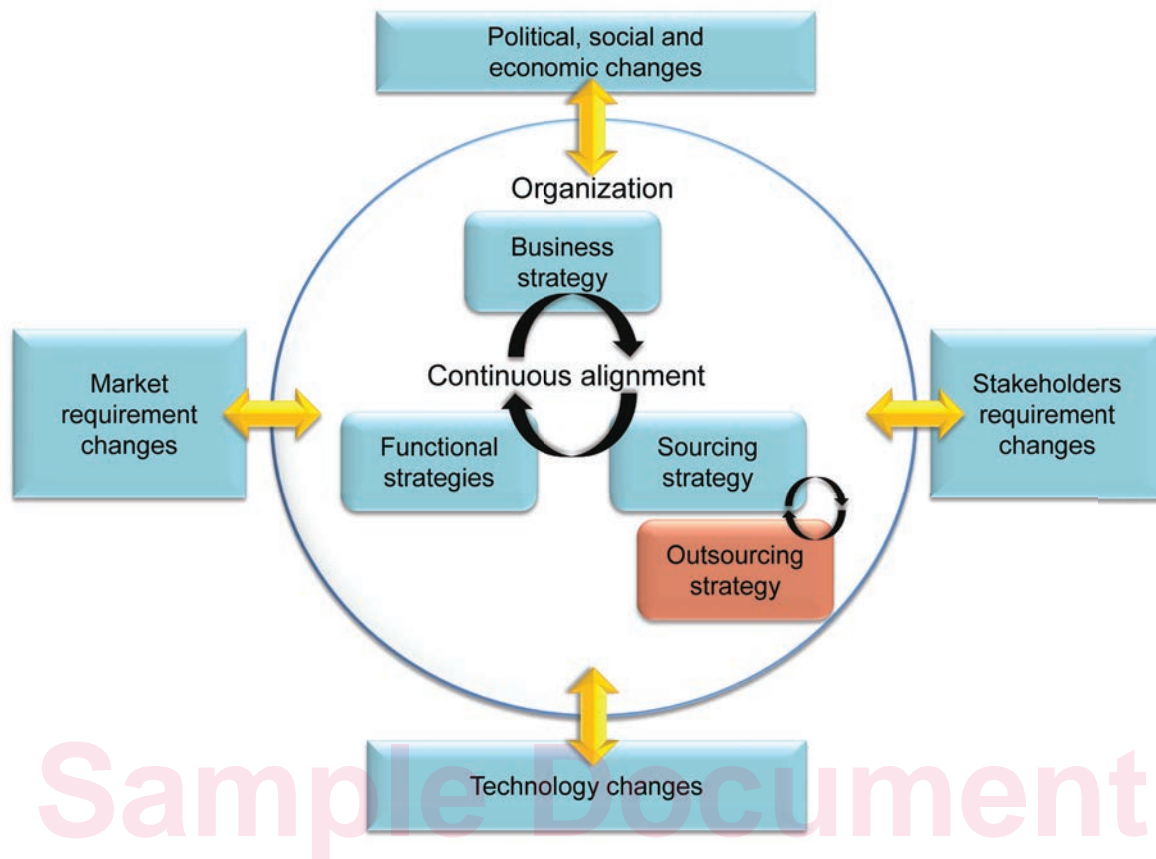 Political, social and
economic changes
Organization
Business
strategy
Continuous alignment
Market
requirement
changes
Stakeholders
requirement
changes
Functional
strategies
Sourcing
strategy
Outsourcing
strategy
Technology changes
Sample Document